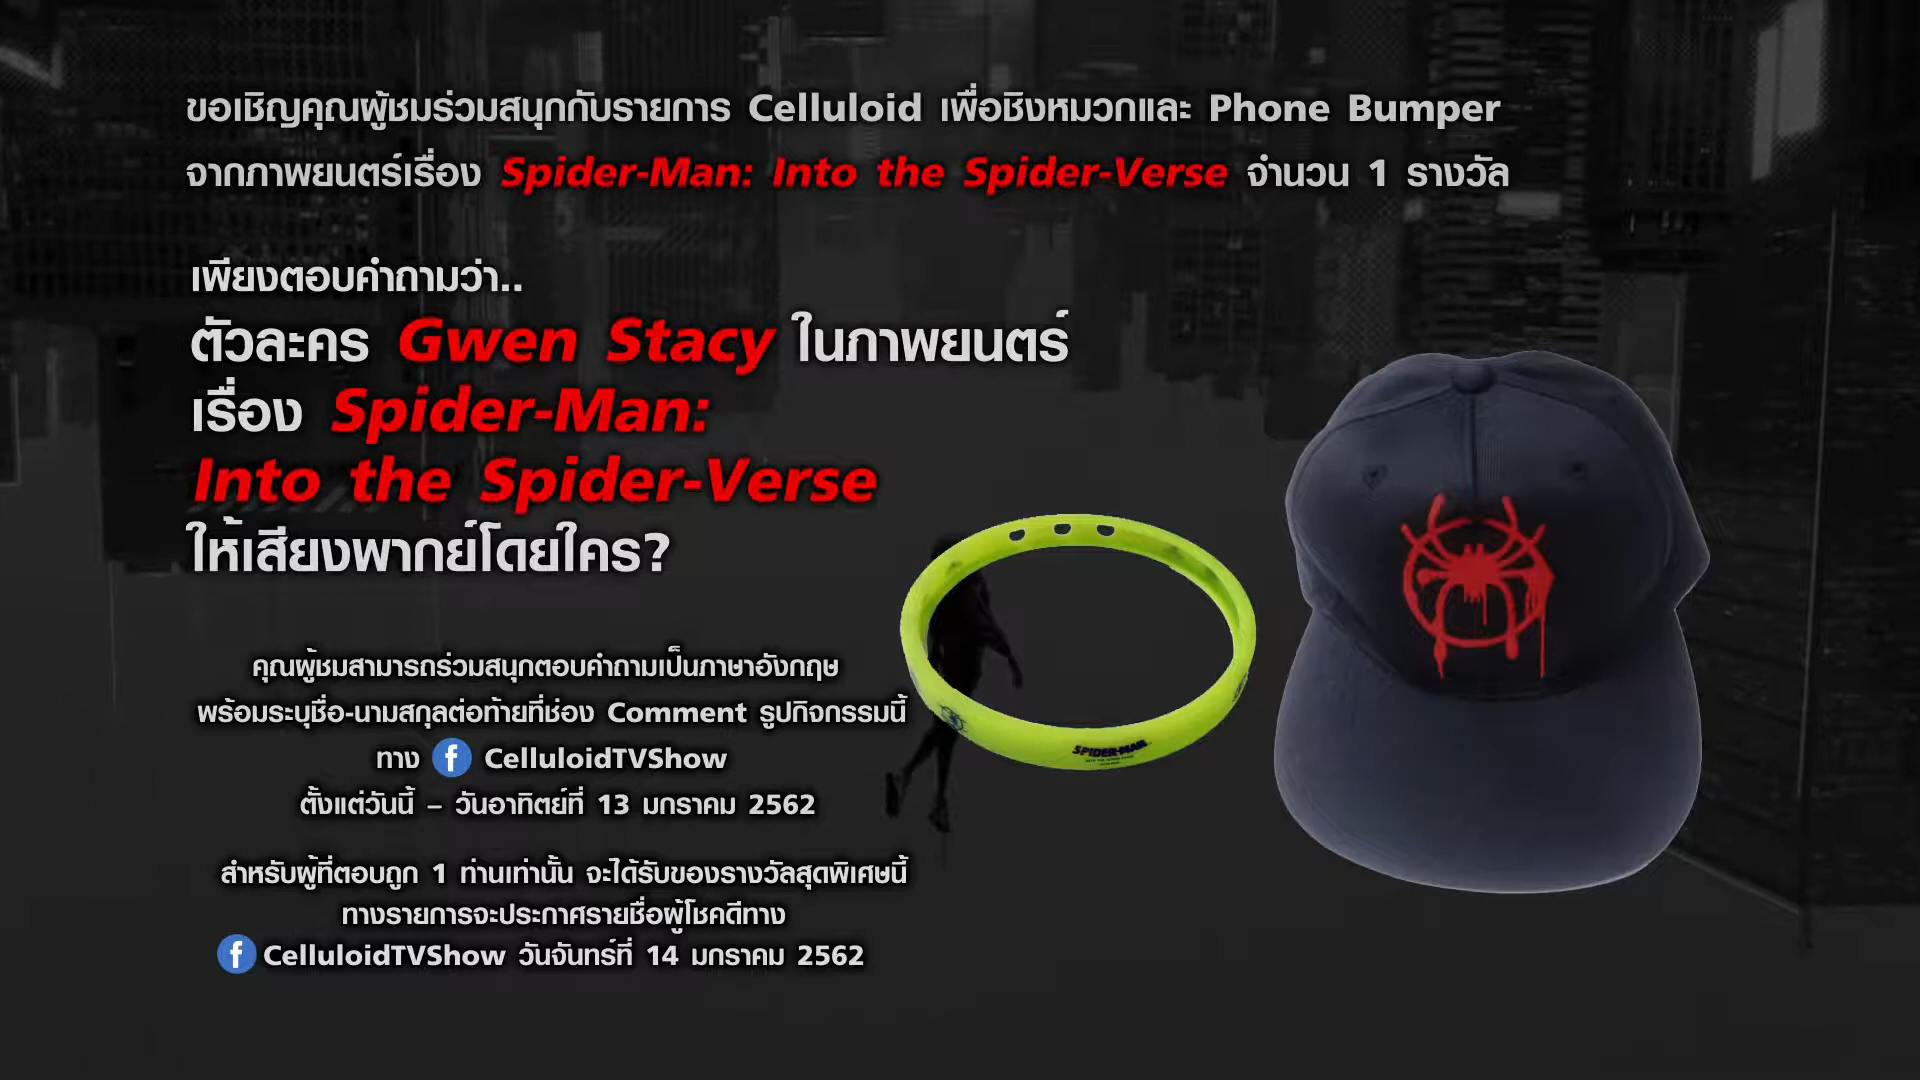 ขอเชิญคุณผู้ชมร่วมสนุกกับรายการ Celluloid เพื่อชิงหมวกและ Phone Bumper
จากภาพยนตร์เรื่อง Spider-Man: Into the Spider-Verse จำนวน 1 รางวัล
เพียงตอบคำถามว่า..
ตัวละคร Gwen Stacy ในภาพยนตร์
เรื่อง Spider-Man:
Into the Spider-Verse
ให้เสียงพากย์โดยใคร?
คุณผู้ชมสามารถร่วมสนุกตอบคำถามเป็นภาษาอังกฤษ
พร้อมระบุชื่อ-นามสกุลต่อท้ายที่ช่อง Comment รูปกิจกรรมนี้
ทาง f CelluloidTVShow
ตั้งแต่วันนี้ – วันอาทิตย์ที่ 13 มกราคม 2562
สำหรับผู้ที่ตอบถูก 1 ท่านเท่านั้น จะได้รับของรางวัลสุดพิเศษนี้
ทางรายการจะประกาศรายชื่อผู้โชคดีทาง
f CelluloidTVShow วันจันทร์ที่ 14 มกราคม 2562
SPIDER-MAN